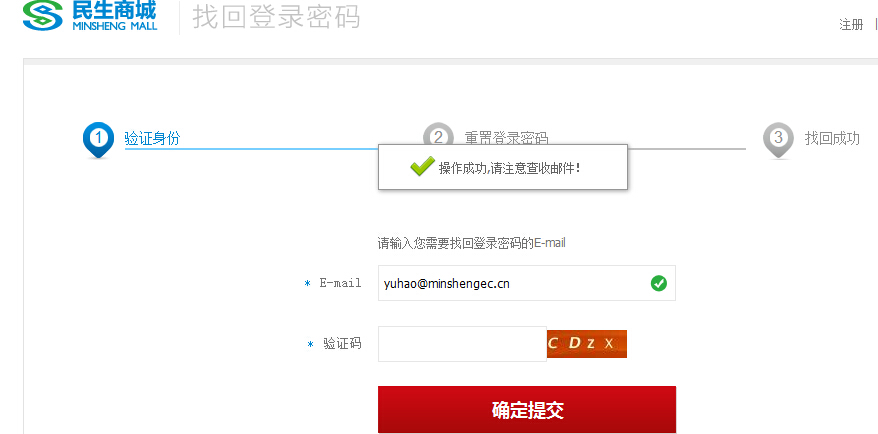 民生商城
MINSHENG MALL
找回登录密码
注册
1 验证身份
2 重置登录密码
3 找回成功
操作成功,请注意查收邮件!
请输入您需要找回登录密码的E-mail
* E-mail
yuhao@minshengec.cn
* 验证码
C D z X
确定提交